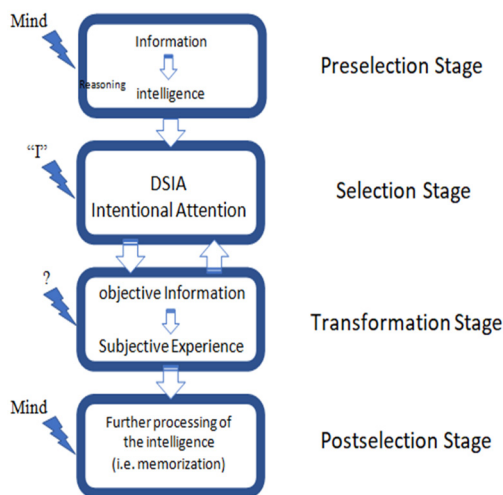 Mind
Information
Reasoning
intelligence
Preselection Stage
“I”
DSIA
Intentional Attention
Selection Stage
?
objective Information
Subjective Experience
Transformation Stage
Mind
Further processing of
the intelligence
(i.e. memorization)
Postselection Stage